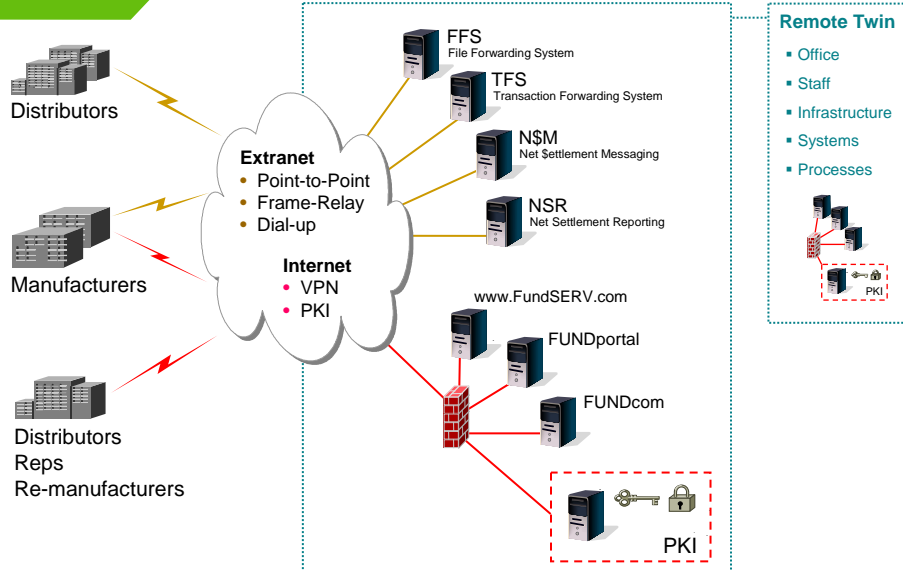 Distributors
Manufacturers
Distributors
Reps
Re-manufacturers
Extranet
• Point-to-Point
• Frame-Relay
• Dial-up
Internet
• VPN
• PKI
FFS
File Forwarding System
TFS
Transaction Forwarding System
N$M
Net $ettlement Messaging
NSR
Net Settlement Reporting
www.FundSERV.com
FUNDportal
FUNDcom
PKI
Remote Twin
▪ Office
▪ Staff
▪ Infrastructure
▪ Systems
▪ Processes
PKI